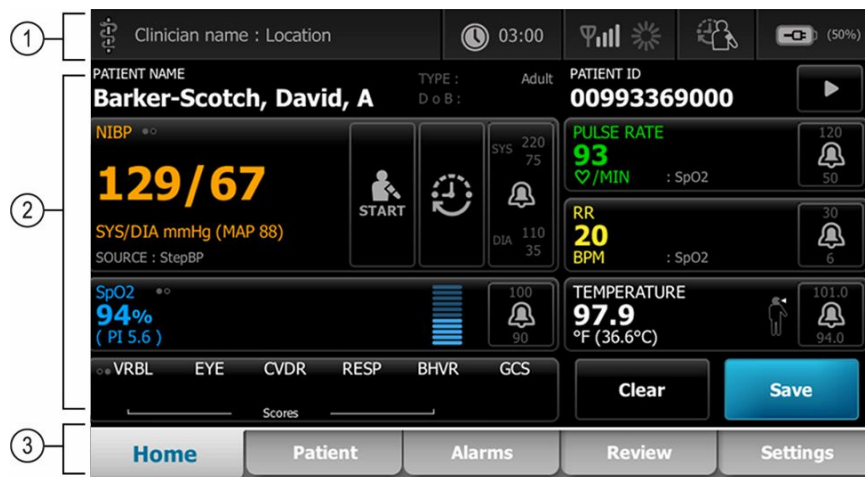 1
Clinician name : Location
03:00
(50%)
2
PATIENT NAME
Barker-Scotch, David, A
TYPE : Adult
D o B :
PATIENT ID
00993369000
NIBP
129/67
SYS/DIA mmHg (MAP 88)
SOURCE : StepBP
START
SYS 220
75
DIA 110
35
PULSE RATE
93
♡/MIN : SpO2
120
50
RR
20
BPM : SpO2
30
6
SpO2
94%
( PI 5.6 )
100
90
TEMPERATURE
97.9
°F (36.6°C)
101.0
94.0
VRBL EYE CVDR RESP BHVR GCS
Scores
Clear
Save
3
Home Patient Alarms Review Settings